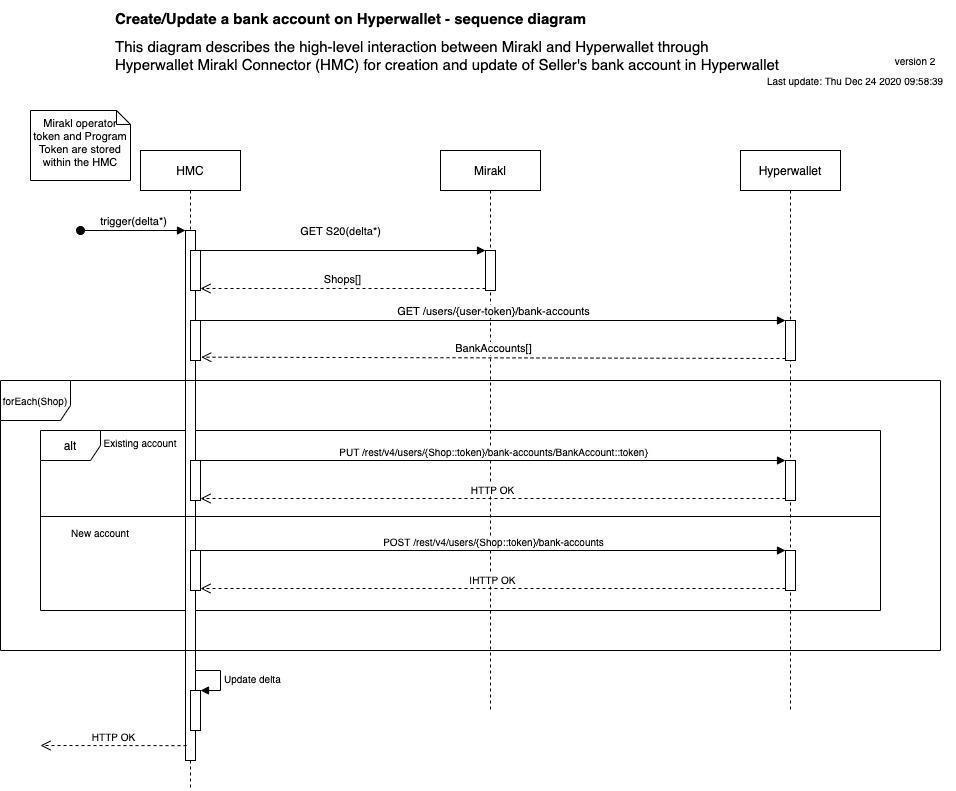 Create/Update a bank account on Hyperwallet - sequence diagram
This diagram describes the high-level interaction between Mirakl and Hyperwallet through
Hyperwallet Mirakl Connector (HMC) for creation and update of Seller's bank account in Hyperwallet
version 2
Last update: Thu Dec 24 2020 09:58:39
Mirakl operator
token and Program
Token are stored
within the HMC
HMC
Mirakl
Hyperwallet
trigger(delta*)
GET S20(delta*)
Shops[]
GET /users/{user-token}/bank-accounts
BankAccounts[]
forEach(Shop)
alt
Existing account
PUT /rest/v4/users/{Shop::token}/bank-accounts/BankAccount::token}
HTTP OK
New account
POST /rest/v4/users/{Shop::token}/bank-accounts
IHTTP OK
Update delta
HTTP OK